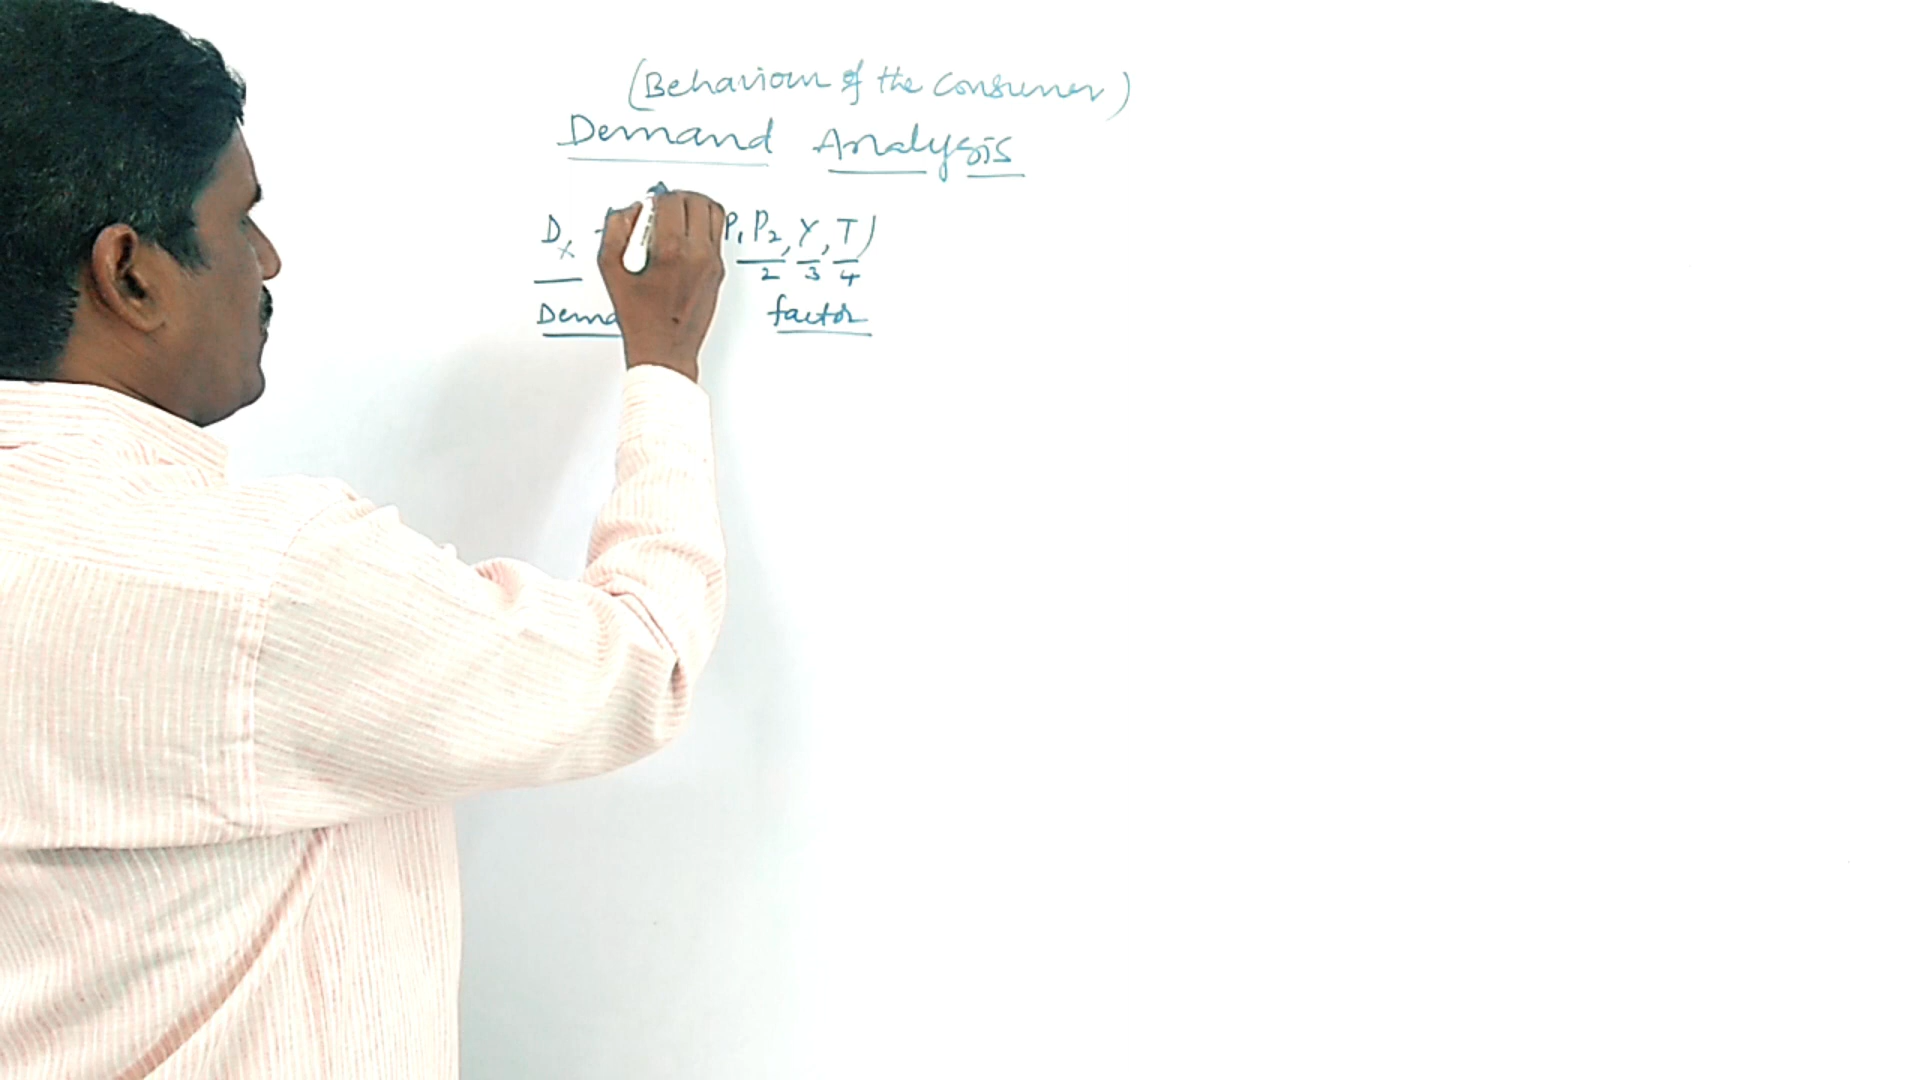 (Behaviour of the Consumer)
Demand Analysis
Dx P1 P2, Y, T)
2 3 4
factor